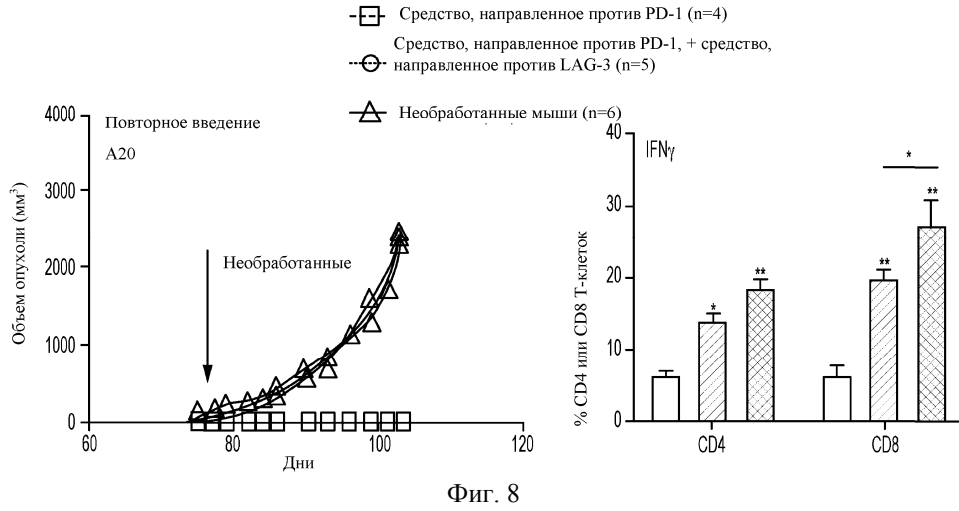 Средство, направленное против PD-1 (n=4)
Средство, направленное против PD-1, + средство,
направленное против LAG-3 (n=5)
Необработанные мыши (n=6)
Повторное введение
A20
Необработанные
Объем опухоли (мм³)
4000
3000
2000
1000
0
60
80
100
120
Дни
IFNγ
% CD4 или CD8 Т-клеток
40
30
20
10
0
*
**
**
*
**
CD4
CD8
Фиг. 8